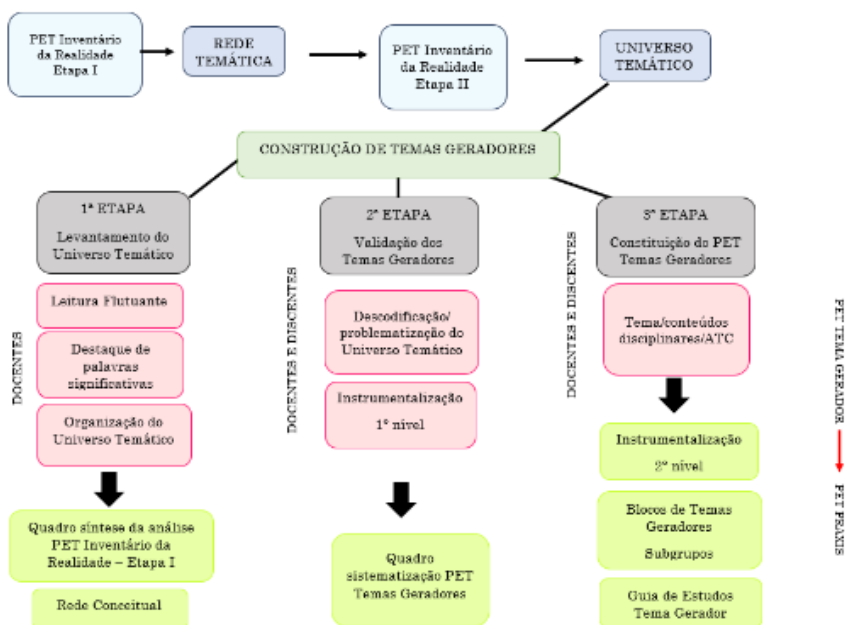 PET Inventário
da Realidade
Etapa I
REDE
TEMÁTICA
PET Inventário
da Realidade
Etapa II
UNIVERSO
TEMÁTICO
CONSTRUÇÃO DE TEMAS GERADORES
1ª ETAPA
Levantamento do
Universo Temático
DOCENTES
Leitura Flutuante
Destaque de
palavras
significativas
Organização do
Universo Temático
Quadro síntese da análise
PET Inventário da
Realidade – Etapa I
Rede Conceitual
2ª ETAPA
Validação dos
Temas Geradores
DOCENTES E DISCENTES
Descodificação/
problematização do
Universo Temático
Instrumentalização
1º nível
Quadro
sistematização PET
Temas Geradores
3ª ETAPA
Constituição do PET
Temas Geradores
DOCENTES E DISCENTES
Tema/conteúdos
disciplinares/ATC
Instrumentalização
2º nível
Blocos de Temas
Geradores
Subgrupos
Guia de Estudos
Tema Gerador
PET TEMA GERADOR
PET PRAXIS